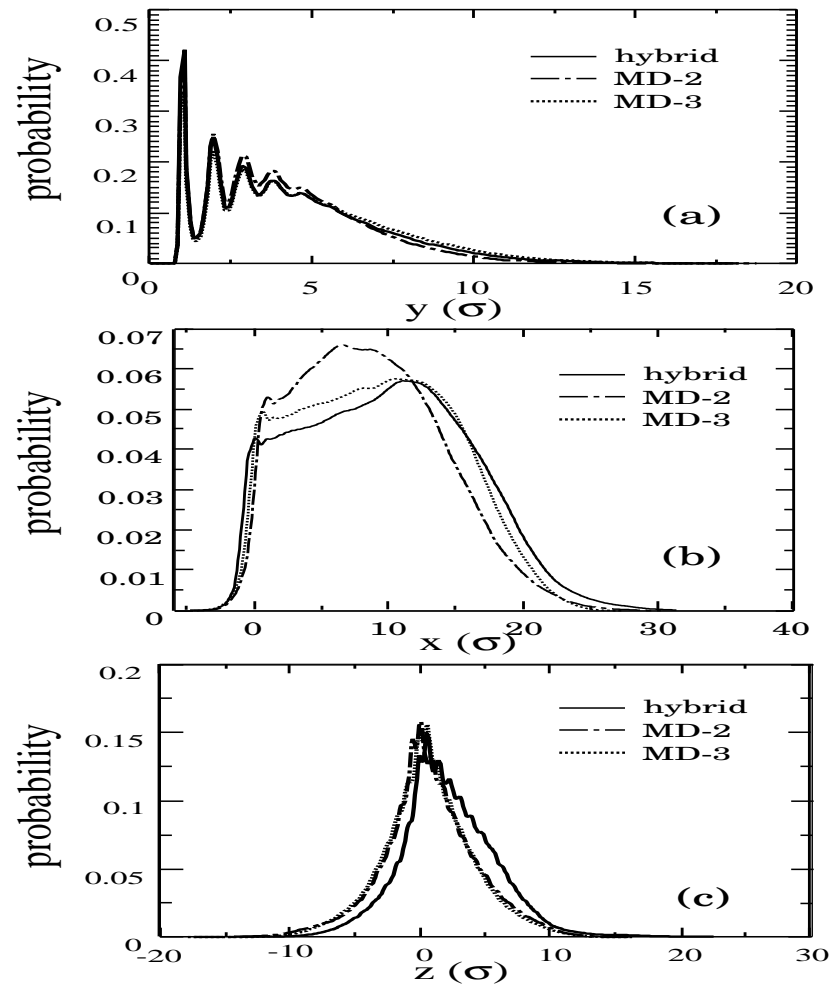 0.5
0.4
0.3
0.2
0.1
0
probability
hybrid
MD-2
MD-3
(a)
0 5 10 15 20
y (σ)
0.07
0.06
0.05
0.04
0.03
0.02
0.01
0
probability
hybrid
MD-2
MD-3
(b)
0 10 20 30 40
x (σ)
0.2
0.15
0.1
0.05
0
probability
hybrid
MD-2
MD-3
(c)
-20 -10 0 10 20 30
z (σ)